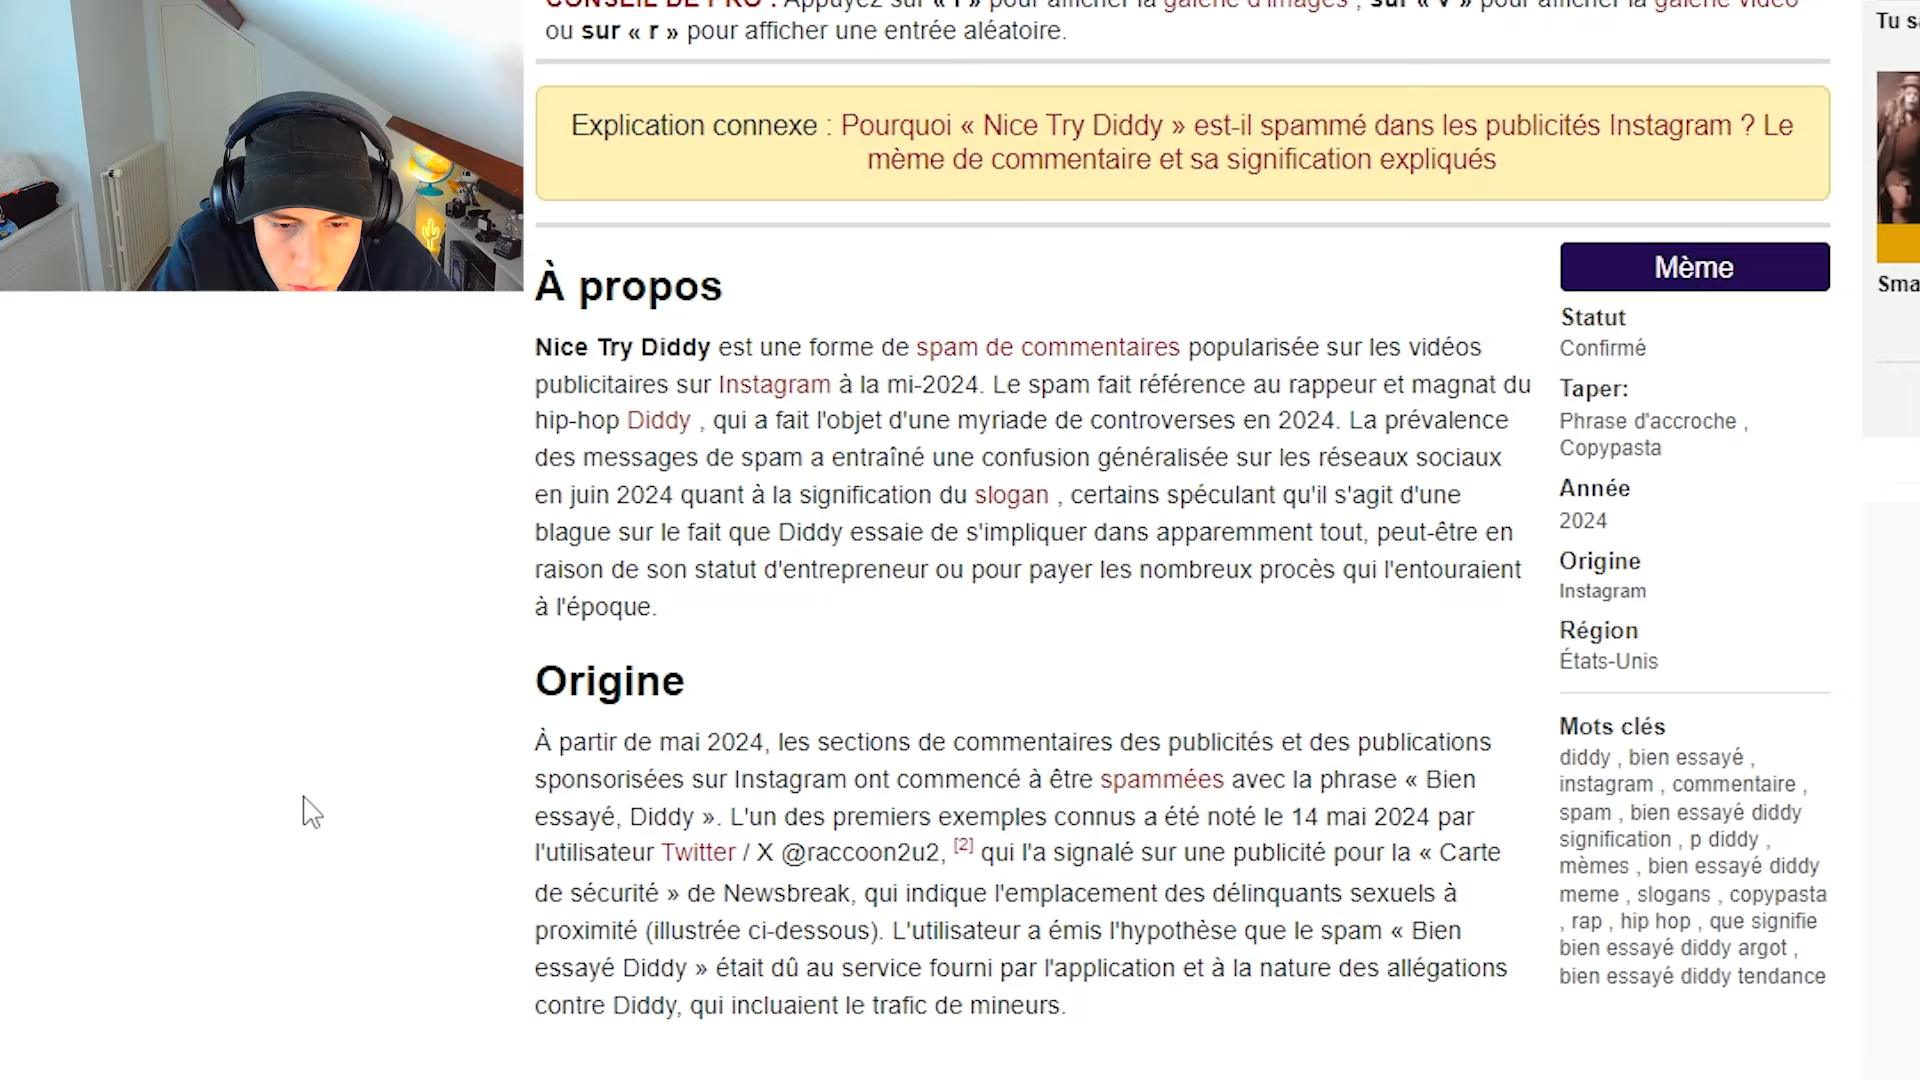 CONSEIL DE PRO : Appuyez sur « i » pour afficher la galerie d'images , sur « v » pour afficher la galerie vidéo
ou sur « r » pour afficher une entrée aléatoire.
Explication connexe : Pourquoi « Nice Try Diddy » est-il spammé dans les publicités Instagram ? Le
mème de commentaire et sa signification expliqués
À propos
Nice Try Diddy est une forme de spam de commentaires popularisée sur les vidéos
publicitaires sur Instagram à la mi-2024. Le spam fait référence au rappeur et magnat du
hip-hop Diddy , qui a fait l'objet d'une myriade de controverses en 2024. La prévalence
des messages de spam a entraîné une confusion généralisée sur les réseaux sociaux
en juin 2024 quant à la signification du slogan , certains spéculant qu'il s'agit d'une
blague sur le fait que Diddy essaie de s'impliquer dans apparemment tout, peut-être en
raison de son statut d'entrepreneur ou pour payer les nombreux procès qui l'entouraient
à l'époque.
Origine
À partir de mai 2024, les sections de commentaires des publicités et des publications
sponsorisées sur Instagram ont commencé à être spammées avec la phrase « Bien
essayé, Diddy ». L'un des premiers exemples connus a été noté le 14 mai 2024 par
l'utilisateur Twitter / X @raccoon2u2, [2] qui l'a signalé sur une publicité pour la « Carte
de sécurité » de Newsbreak, qui indique l'emplacement des délinquants sexuels à
proximité (illustrée ci-dessous). L'utilisateur a émis l'hypothèse que le spam « Bien
essayé Diddy » était dû au service fourni par l'application et à la nature des allégations
contre Diddy, qui incluaient le trafic de mineurs.
Mème
Statut
Confirmé
Taper:
Phrase d'accroche ,
Copypasta
Année
2024
Origine
Instagram
Région
États-Unis
Mots clés
diddy , bien essayé ,
instagram , commentaire ,
spam , bien essayé diddy
signification , p diddy ,
mèmes , bien essayé diddy
meme , slogans , copypasta
, rap , hip hop , que signifie
bien essayé diddy argot ,
bien essayé diddy tendance
Tu sa
Sma